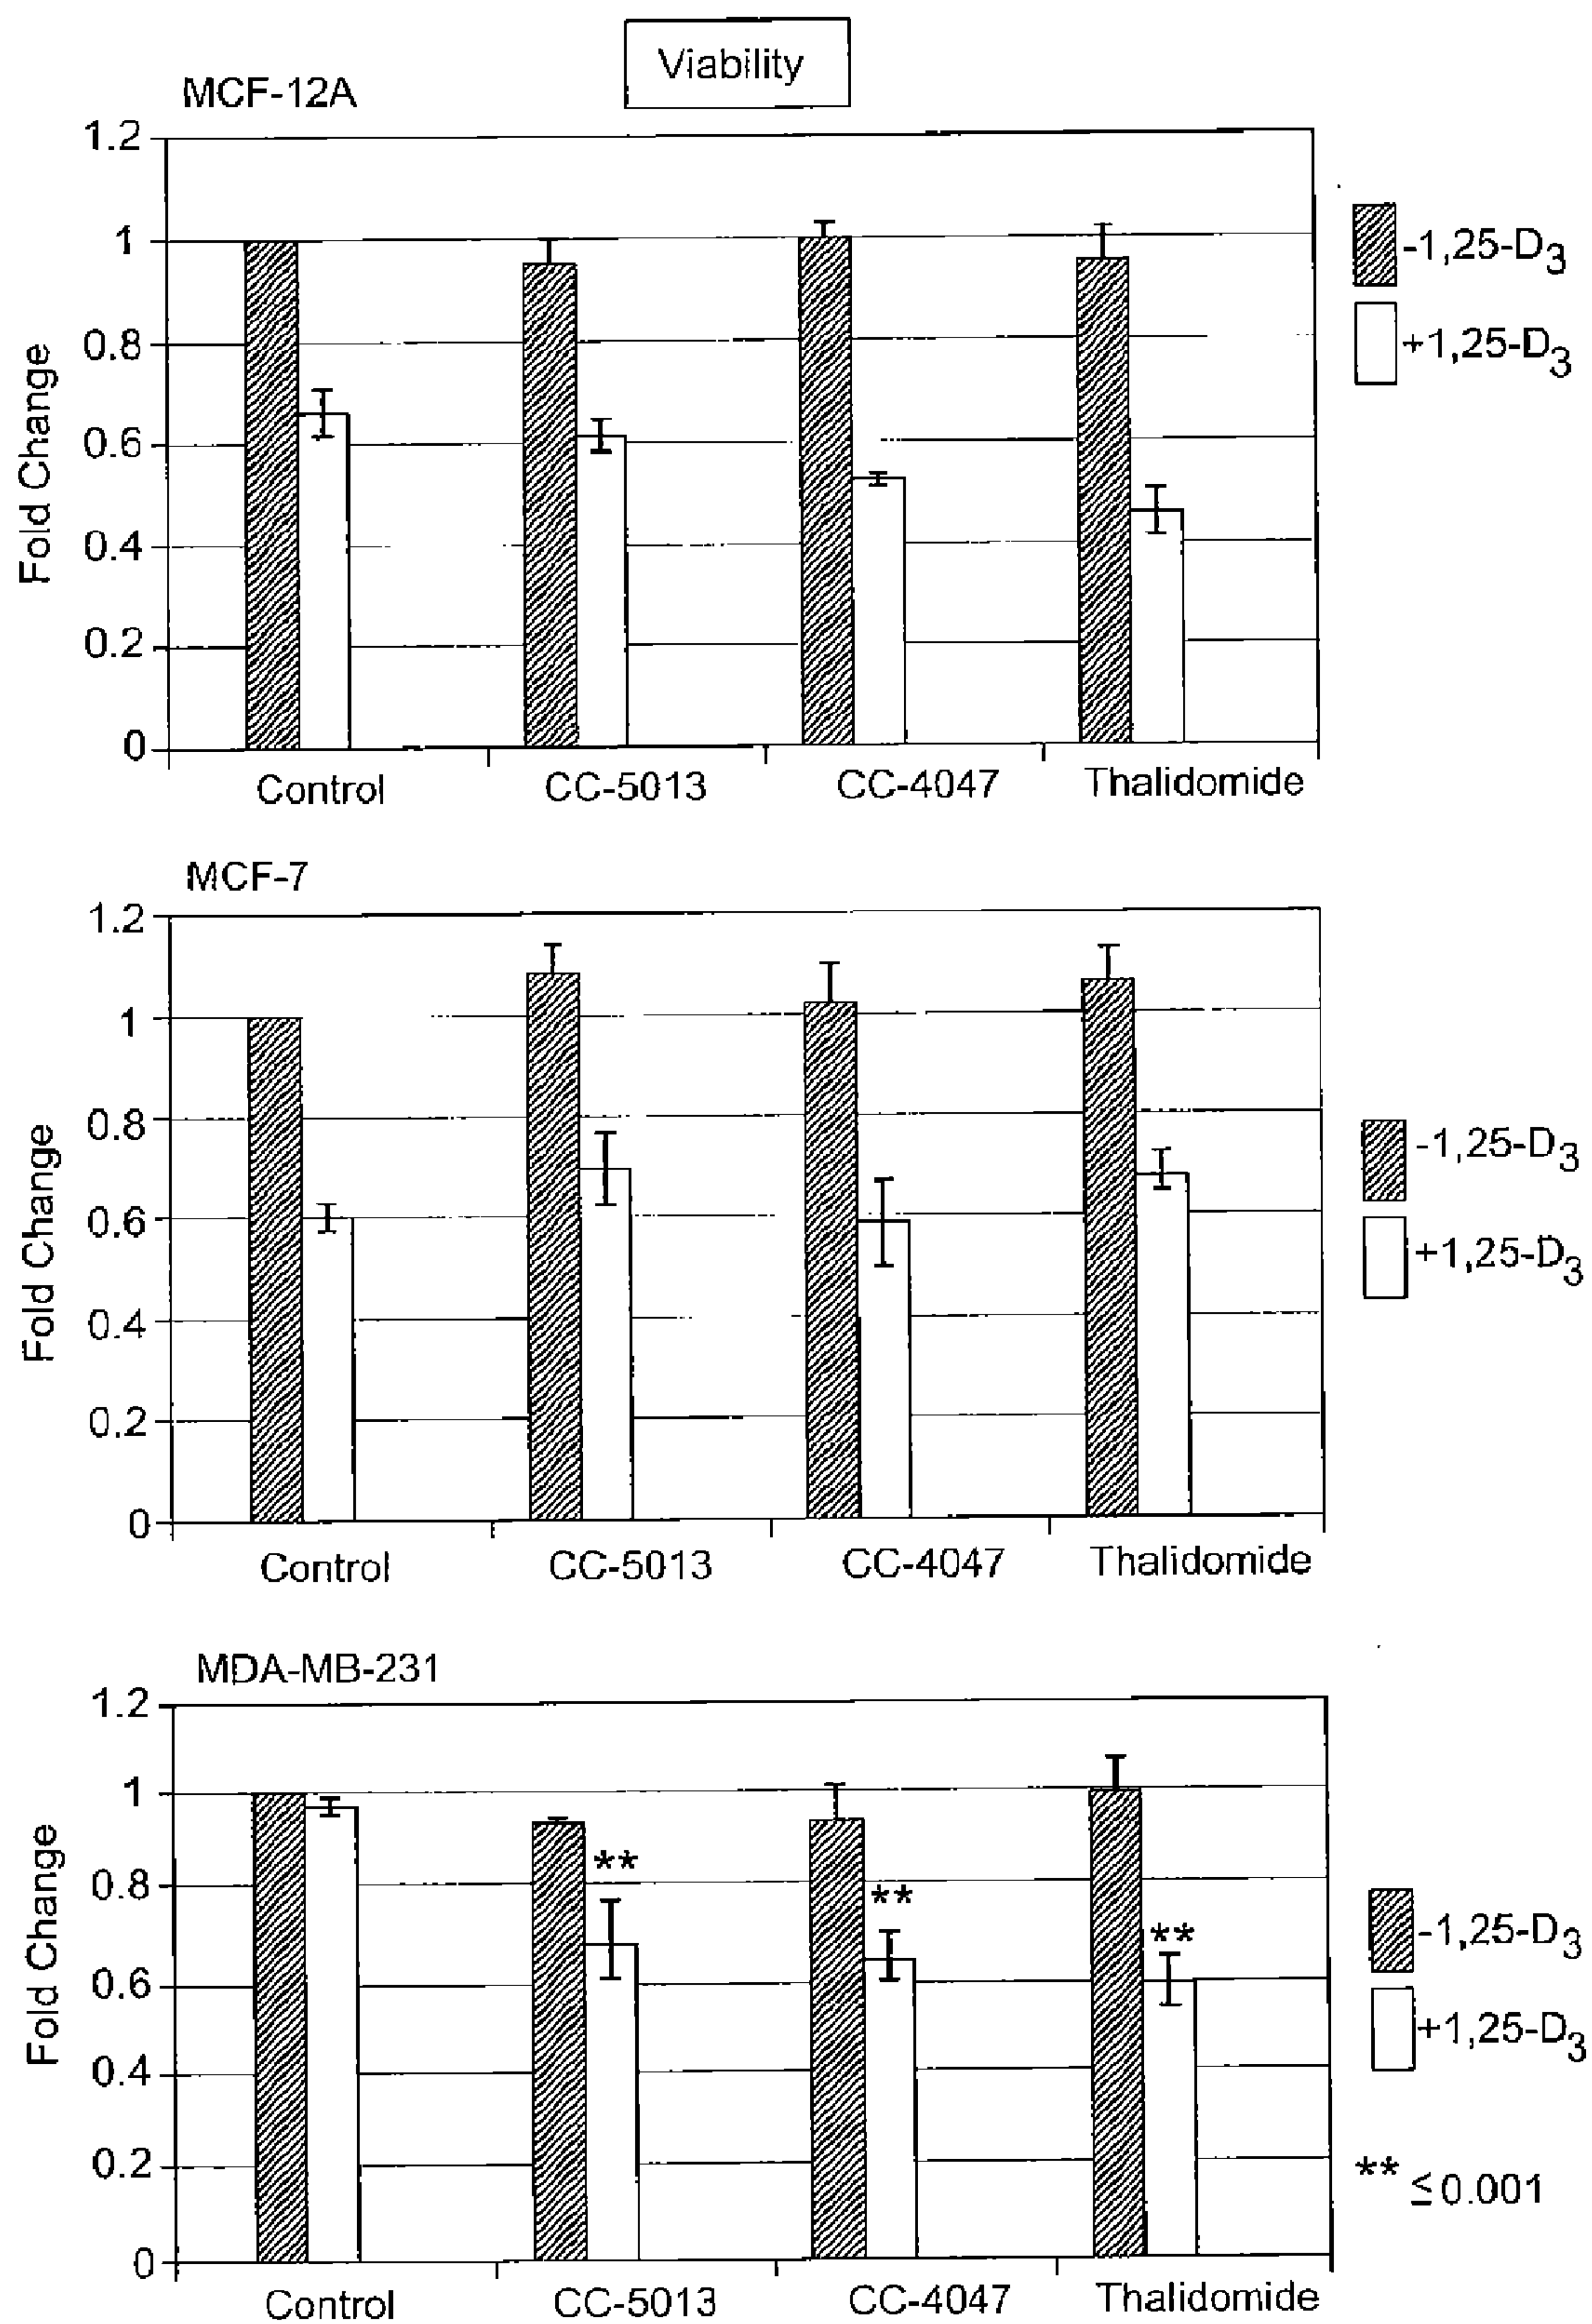 Viability
MCF-12A
1.2
1
0.8
0.6
0.4
0.2
0
Fold Change
Control CC-5013 CC-4047 Thalidomide
-1,25-D3
+1,25-D3
MCF-7
1.2
1
0.8
0.6
0.4
0.2
0
Fold Change
Control CC-5013 CC-4047 Thalidomide
-1,25-D3
+1,25-D3
MDA-MB-231
1.2
1
0.8
0.6
0.4
0.2
0
Fold Change
**
**
**
Control CC-5013 CC-4047 Thalidomide
-1,25-D3
+1,25-D3
** ≤0.001